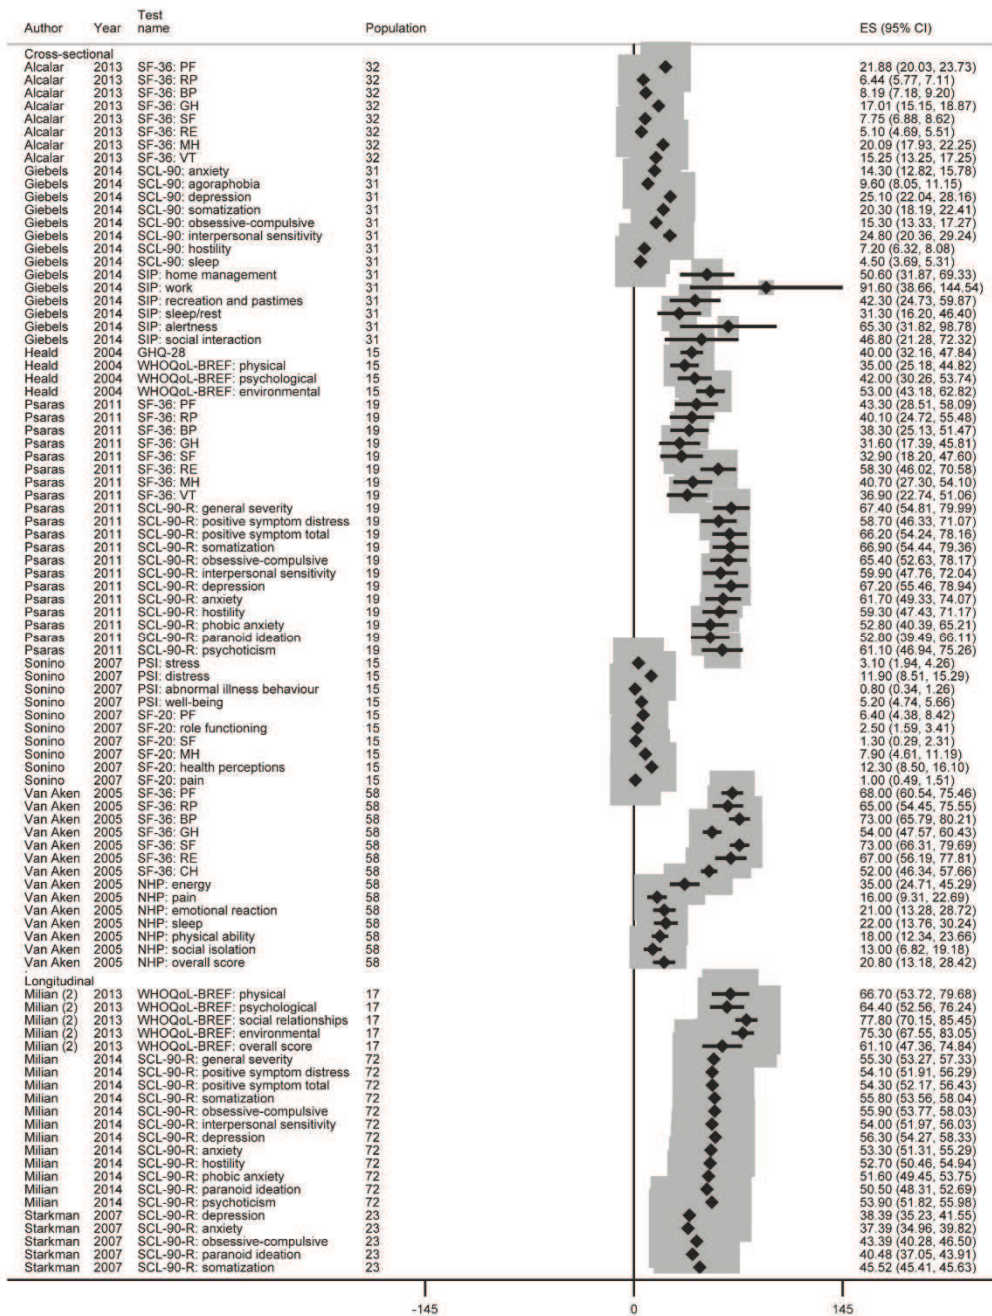 Author Year Test name Population ES (95% CI)
Cross-sectional
Alcalar 2013 SF-36: PF 32 21.88 (20.03, 23.73)
Alcalar 2013 SF-36: RP 32 6.44 (5.77, 7.11)
Alcalar 2013 SF-36: BP 32 8.19 (7.18, 9.20)
Alcalar 2013 SF-36: GH 32 17.01 (15.15, 18.87)
Alcalar 2013 SF-36: SF 32 7.75 (6.88, 8.62)
Alcalar 2013 SF-36: RE 32 5.10 (4.69, 5.51)
Alcalar 2013 SF-36: MH 32 20.09 (17.93, 22.25)
Alcalar 2013 SF-36: VT 32 15.25 (13.25, 17.25)
Giebels 2014 SCL-90: anxiety 31 14.30 (12.82, 15.78)
Giebels 2014 SCL-90: agoraphobia 31 9.60 (8.05, 11.15)
Giebels 2014 SCL-90: depression 31 25.10 (22.04, 28.16)
Giebels 2014 SCL-90: somatization 31 20.30 (18.19, 22.41)
Giebels 2014 SCL-90: obsessive-compulsive 31 15.30 (13.33, 17.27)
Giebels 2014 SCL-90: interpersonal sensitivity 31 24.80 (20.36, 29.24)
Giebels 2014 SCL-90: hostility 31 7.20 (6.32, 8.08)
Giebels 2014 SCL-90: sleep 31 4.50 (3.69, 5.31)
Giebels 2014 SIP: home management 31 50.60 (31.87, 69.33)
Giebels 2014 SIP: work 31 91.60 (38.66, 144.54)
Giebels 2014 SIP: recreation and pastimes 31 42.30 (24.73, 59.87)
Giebels 2014 SIP: sleep/rest 31 31.30 (16.20, 46.40)
Giebels 2014 SIP: alertness 31 65.30 (31.82, 98.78)
Giebels 2014 SIP: social interaction 31 46.80 (21.28, 72.32)
Heald 2004 GHQ-28 15 40.00 (32.16, 47.84)
Heald 2004 WHOQoL-BREF: physical 15 35.00 (25.18, 44.82)
Heald 2004 WHOQoL-BREF: psychological 15 42.00 (30.26, 53.74)
Heald 2004 WHOQoL-BREF: environmental 15 53.00 (43.18, 62.82)
Psaras 2011 SF-36: PF 19 43.30 (28.51, 58.09)
Psaras 2011 SF-36: RP 19 40.10 (24.72, 55.48)
Psaras 2011 SF-36: BP 19 38.30 (25.13, 51.47)
Psaras 2011 SF-36: GH 19 31.60 (17.39, 45.81)
Psaras 2011 SF-36: SF 19 32.90 (18.20, 47.60)
Psaras 2011 SF-36: RE 19 58.30 (46.02, 70.58)
Psaras 2011 SF-36: MH 19 40.70 (27.30, 54.10)
Psaras 2011 SF-36: VT 19 36.90 (22.74, 51.06)
Psaras 2011 SCL-90-R: general severity 19 67.40 (54.81, 79.99)
Psaras 2011 SCL-90-R: positive symptom distress 19 58.70 (46.33, 71.07)
Psaras 2011 SCL-90-R: positive symptom total 19 66.20 (54.24, 78.16)
Psaras 2011 SCL-90-R: somatization 19 66.90 (54.44, 79.36)
Psaras 2011 SCL-90-R: obsessive-compulsive 19 65.40 (52.63, 78.17)
Psaras 2011 SCL-90-R: interpersonal sensitivity 19 59.90 (47.76, 72.04)
Psaras 2011 SCL-90-R: depression 19 67.20 (55.46, 78.94)
Psaras 2011 SCL-90-R: anxiety 19 61.70 (49.33, 74.07)
Psaras 2011 SCL-90-R: hostility 19 59.30 (47.43, 71.17)
Psaras 2011 SCL-90-R: phobic anxiety 19 52.80 (40.39, 65.21)
Psaras 2011 SCL-90-R: paranoid ideation 19 52.80 (39.49, 66.11)
Psaras 2011 SCL-90-R: psychoticism 19 61.10 (46.94, 75.26)
Sonino 2007 PSI: stress 15 3.10 (1.94, 4.26)
Sonino 2007 PSI: distress 15 11.90 (8.51, 15.29)
Sonino 2007 PSI: abnormal illness behaviour 15 0.80 (0.34, 1.26)
Sonino 2007 PSI: well-being 15 5.20 (4.74, 5.66)
Sonino 2007 SF-20: PF 15 6.40 (4.38, 8.42)
Sonino 2007 SF-20: role functioning 15 2.50 (1.59, 3.41)
Sonino 2007 SF-20: SF 15 1.30 (0.29, 2.31)
Sonino 2007 SF-20: MH 15 7.90 (4.61, 11.19)
Sonino 2007 SF-20: health perceptions 15 12.30 (8.50, 16.10)
Sonino 2007 SF-20: pain 15 1.00 (0.49, 1.51)
Van Aken 2005 SF-36: PF 58 68.00 (60.54, 75.46)
Van Aken 2005 SF-36: RP 58 65.00 (54.45, 75.55)
Van Aken 2005 SF-36: BP 58 73.00 (65.79, 80.21)
Van Aken 2005 SF-36: GH 58 54.00 (47.57, 60.43)
Van Aken 2005 SF-36: SF 58 73.00 (66.31, 79.69)
Van Aken 2005 SF-36: RE 58 67.00 (56.19, 77.81)
Van Aken 2005 SF-36: CH 58 52.00 (46.34, 57.66)
Van Aken 2005 NHP: energy 58 35.00 (24.71, 45.29)
Van Aken 2005 NHP: pain 58 16.00 (9.31, 22.69)
Van Aken 2005 NHP: emotional reaction 58 21.00 (13.28, 28.72)
Van Aken 2005 NHP: sleep 58 22.00 (13.76, 30.24)
Van Aken 2005 NHP: physical ability 58 18.00 (12.34, 23.66)
Van Aken 2005 NHP: social isolation 58 13.00 (6.82, 19.18)
Van Aken 2005 NHP: overall score 58 20.80 (13.18, 28.42)
Longitudinal
Milian (2) 2013 WHOQoL-BREF: physical 17 66.70 (53.72, 79.68)
Milian (2) 2013 WHOQoL-BREF: psychological 17 64.40 (52.56, 76.24)
Milian (2) 2013 WHOQoL-BREF: social relationships 17 77.80 (70.15, 85.45)
Milian (2) 2013 WHOQoL-BREF: environmental 17 75.30 (67.55, 83.05)
Milian (2) 2013 WHOQoL-BREF: overall score 17 61.10 (47.36, 74.84)
Milian 2014 SCL-90-R: general severity 72 55.30 (53.27, 57.33)
Milian 2014 SCL-90-R: positive symptom distress 72 54.10 (51.91, 56.29)
Milian 2014 SCL-90-R: positive symptom total 72 54.30 (52.17, 56.43)
Milian 2014 SCL-90-R: somatization 72 55.80 (53.56, 58.04)
Milian 2014 SCL-90-R: obsessive-compulsive 72 55.90 (53.77, 58.03)
Milian 2014 SCL-90-R: interpersonal sensitivity 72 54.00 (51.97, 56.03)
Milian 2014 SCL-90-R: depression 72 56.30 (54.27, 58.33)
Milian 2014 SCL-90-R: anxiety 72 53.30 (51.31, 55.29)
Milian 2014 SCL-90-R: hostility 72 52.70 (50.46, 54.94)
Milian 2014 SCL-90-R: phobic anxiety 72 51.60 (49.45, 53.75)
Milian 2014 SCL-90-R: paranoid ideation 72 50.50 (48.31, 52.69)
Milian 2014 SCL-90-R: psychoticism 72 53.90 (51.82, 55.98)
Starkman 2007 SCL-90-R: depression 23 38.39 (35.23, 41.55)
Starkman 2007 SCL-90-R: anxiety 23 37.39 (34.96, 39.82)
Starkman 2007 SCL-90-R: obsessive-compulsive 23 43.39 (40.28, 46.50)
Starkman 2007 SCL-90-R: paranoid ideation 23 40.48 (37.05, 43.91)
Starkman 2007 SCL-90-R: somatization 23 45.52 (45.41, 45.63)
-145 0 145